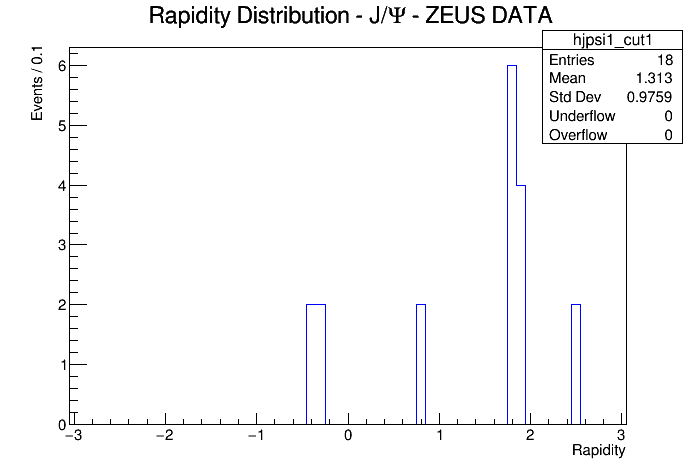 Rapidity Distribution - J/Ψ - ZEUS DATA
hjpsi1_cut1
Entries 18
Mean 1.313
Std Dev 0.9759
Underflow 0
Overflow 0
Events / 0.1
6
5
4
3
2
1
0
−3 −2 −1 0 1 2 3
Rapidity